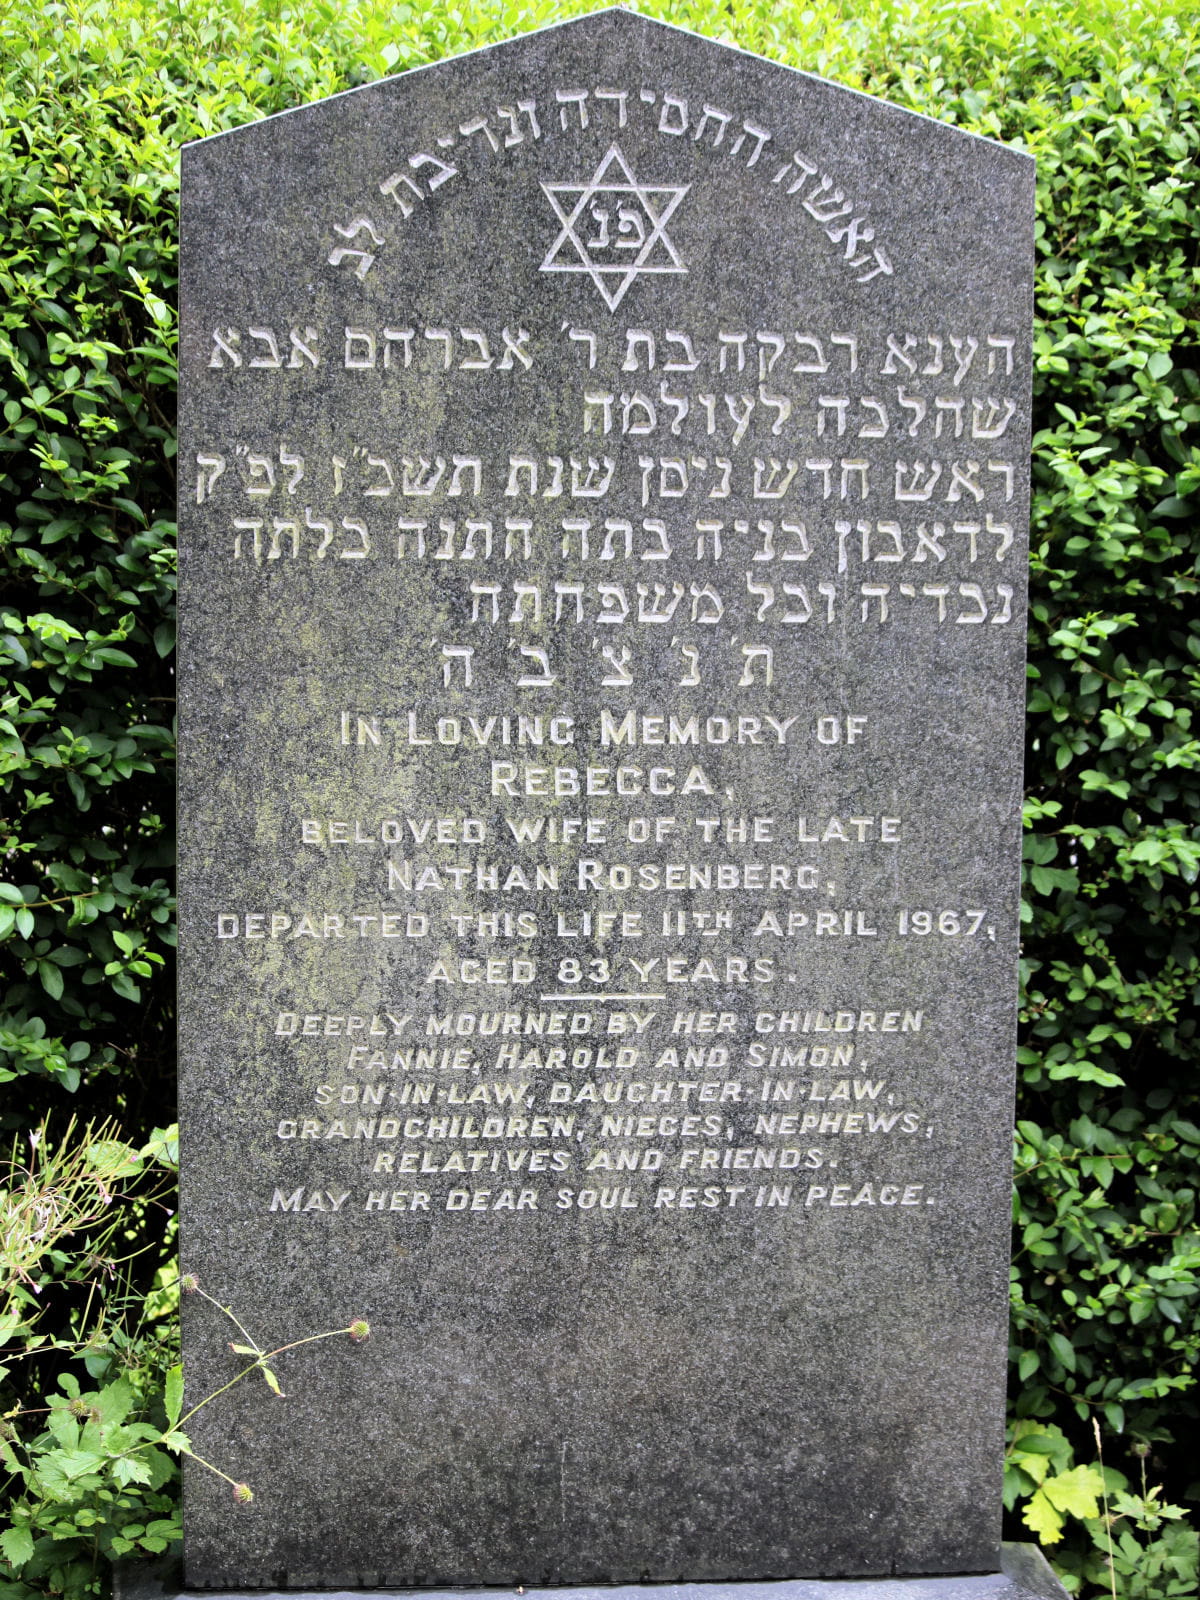 האשה החסידה ונדיבת לב
פ׳נ׳
הענא רבקה בת ר׳ אברהם אבא
שהלכה לעולמה
ראש חדש ניסן שנת תשכ״ז לפ״ק
לדאבון בניה בתה חתנה כלתה
נכדיה וכל משפחתה
ת׳ נ׳ צ׳ ב׳ ה׳
IN LOVING MEMORY OF
REBECCA,
BELOVED WIFE OF THE LATE
NATHAN ROSENBERG,
DEPARTED THIS LIFE 11TH APRIL 1967,
AGED 83 YEARS.
DEEPLY MOURNED BY HER CHILDREN
FANNIE, HAROLD AND SIMON,
SON-IN-LAW, DAUGHTER-IN-LAW,
GRANDCHILDREN, NIECES, NEPHEWS,
RELATIVES AND FRIENDS.
MAY HER DEAR SOUL REST IN PEACE.